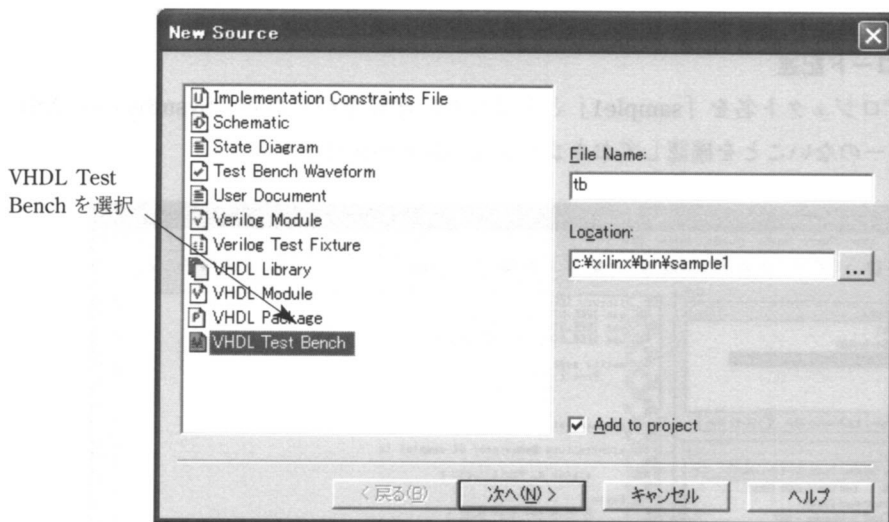 New Source
Implementation Constraints File
Schematic
State Diagram
Test Bench Waveform
User Document
Verilog Module
Verilog Test Fixture
VHDL Library
VHDL Module
VHDL Package
VHDL Test Bench
VHDL Test
Bench を選択
File Name:
tb
Location:
c:¥xilinx¥bin¥sample1
...
Add to project
< 戻る(B)
次へ(N) >
キャンセル
ヘルプ